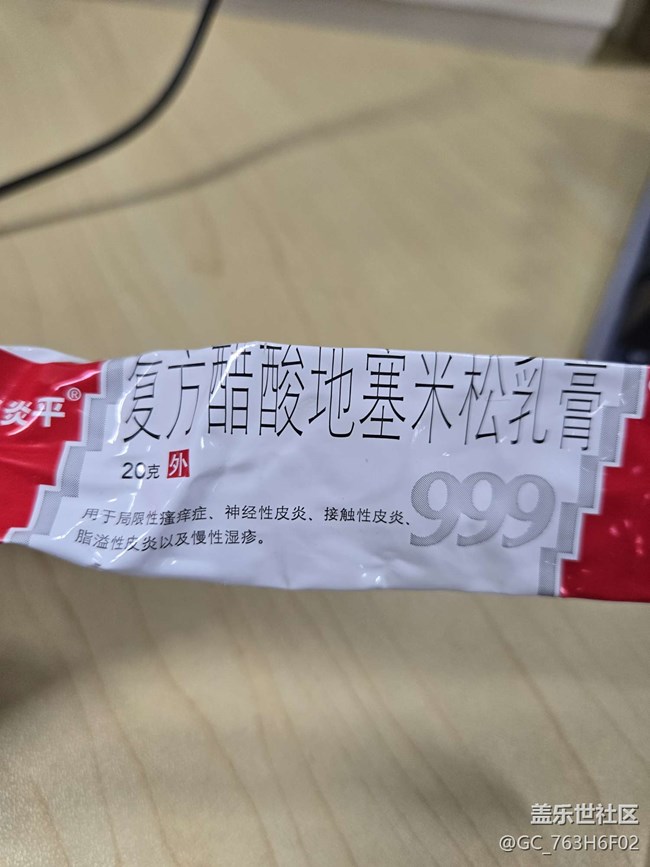 炎平®
复方醋酸地塞米松乳膏
20克 外
999
用于局限性瘙痒症、神经性皮炎、接触性皮炎、
脂溢性皮炎以及慢性湿疹。
盖乐世社区
@GC_763H6F02